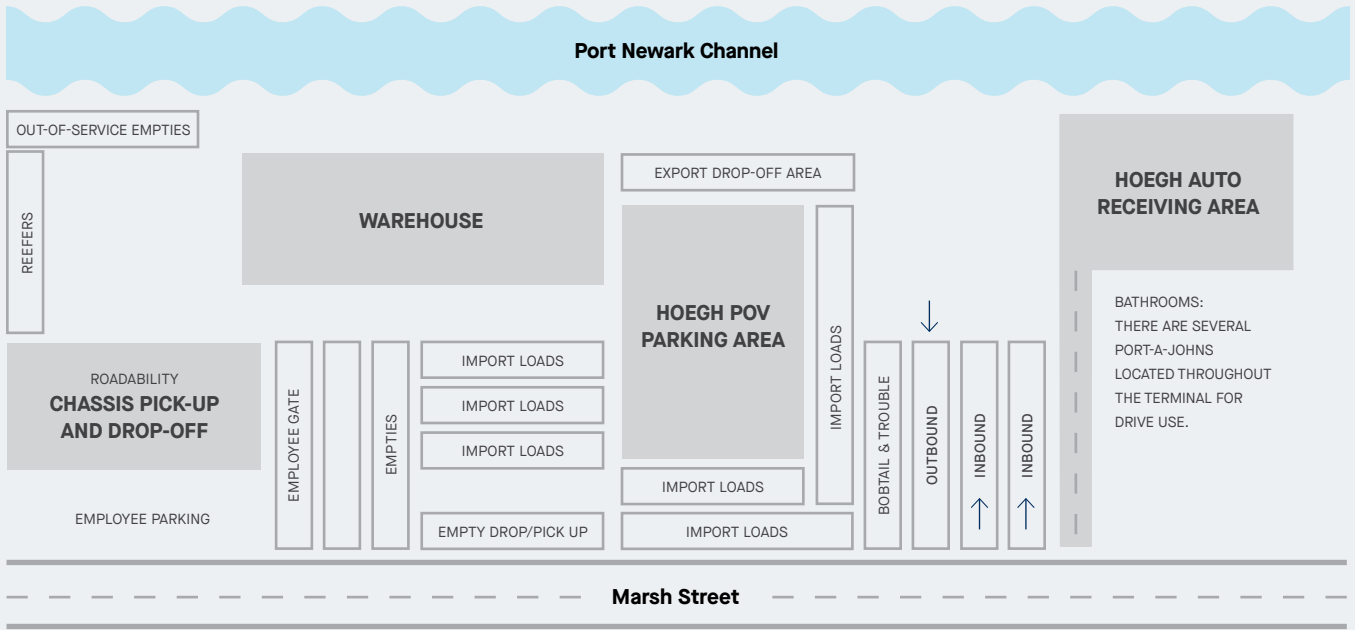 Port Newark Channel
OUT-OF-SERVICE EMPTIES
REEFERS
WAREHOUSE
EXPORT DROP-OFF AREA
HOEGH AUTO
RECEIVING AREA
HOEGH POV
PARKING AREA
IMPORT LOADS
BATHROOMS:
THERE ARE SEVERAL
PORT-A-JOHNS
LOCATED THROUGHOUT
THE TERMINAL FOR
DRIVE USE.
ROADABILITY
CHASSIS PICK-UP
AND DROP-OFF
EMPLOYEE GATE
EMPTIES
IMPORT LOADS
IMPORT LOADS
IMPORT LOADS
IMPORT LOADS
BOBTAIL & TROUBLE
OUTBOUND
INBOUND
INBOUND
EMPLOYEE PARKING
EMPTY DROP/PICK UP
IMPORT LOADS
Marsh Street